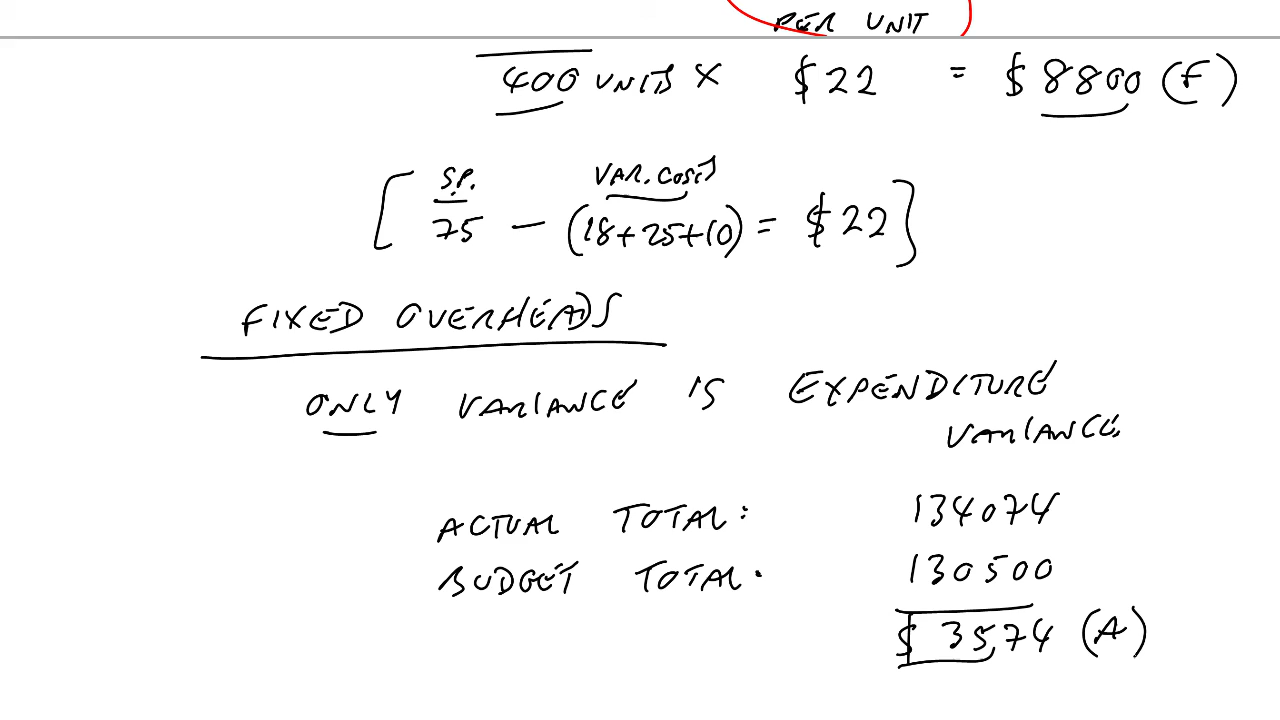 PER UNIT
400 UNITS X $22 = $8800 (F)
S.P. VAR. COSTS
[ 75 - (18+25+10) = $22 ]
FIXED OVERHEADS
ONLY VARIANCE IS EXPENDITURE
VARIANCE.
ACTUAL TOTAL: 134074
BUDGET TOTAL: 130500
$ 3574 (A)